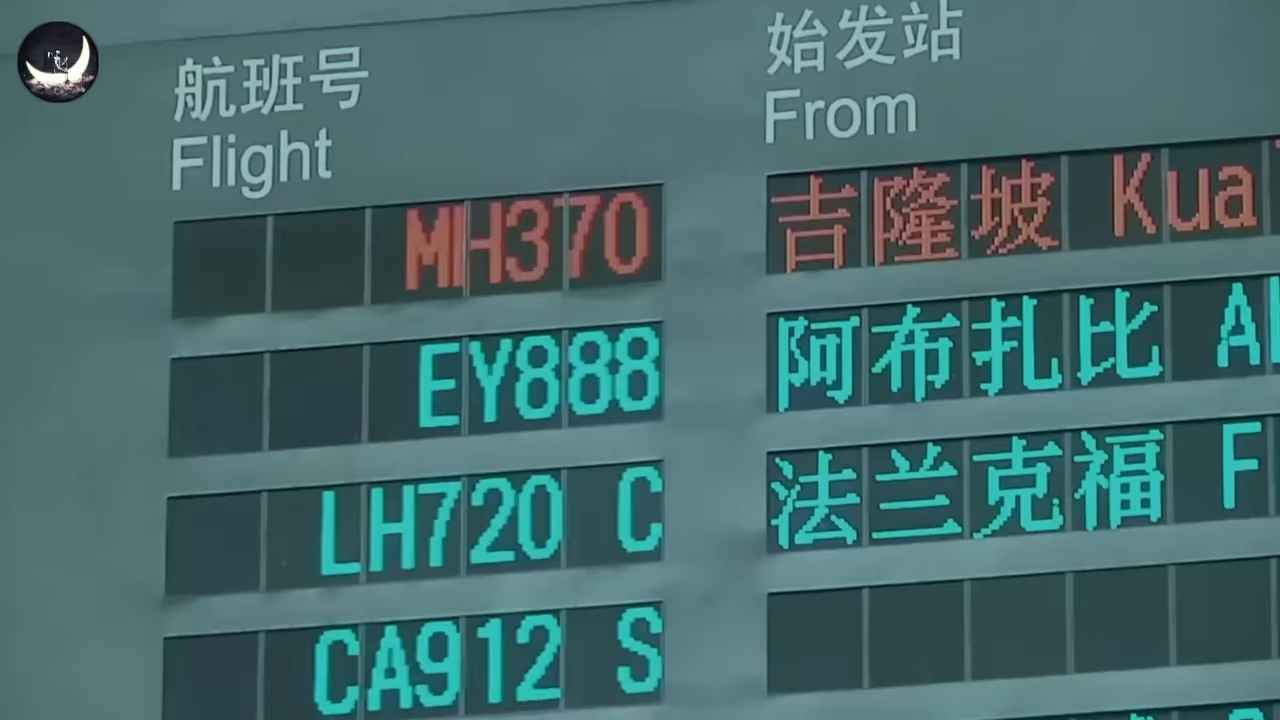 航班号 始发站
Flight From
MH370 吉隆坡 Kua
EY888 阿布扎比 A
LH720 C 法兰克福 F
CA912 S